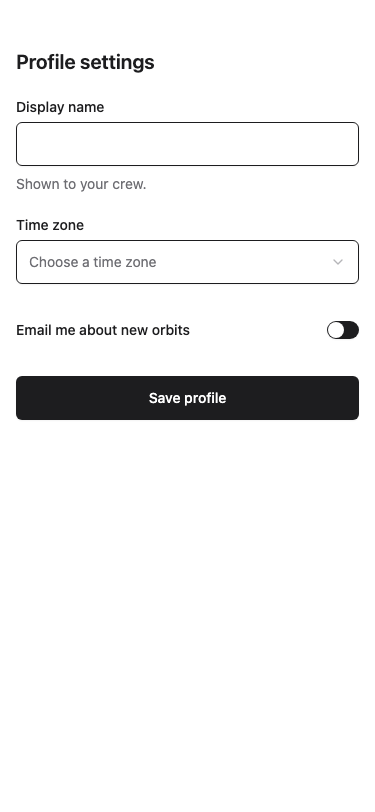 Profile settings
Display name
Shown to your crew.
Time zone
Choose a time zone
Email me about new orbits
Save profile